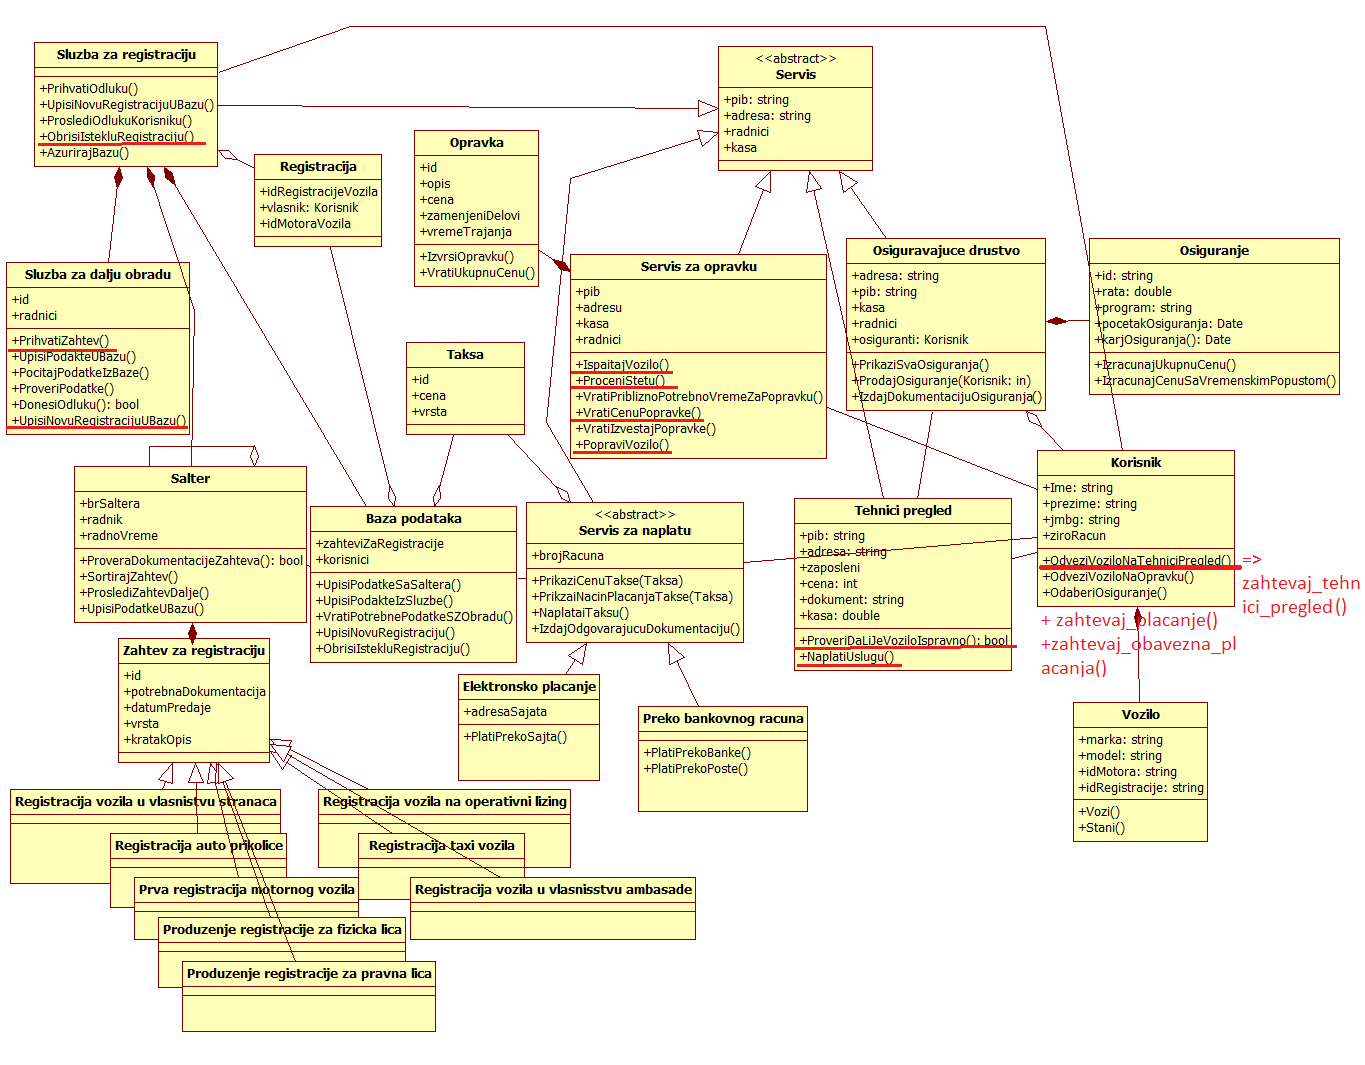 Sluzba za registraciju
+PrihvatiOdluku()
+UpisiNovuRegistracijuUBazu()
+ProslediOdlukuKorisniku()
+ObrisiIstekluRegistraciju()
+AzurirajBazu()
<<abstract>>
Servis
+pib: string
+adresa: string
+radnici
+kasa
Registracija
+idRegistracijeVozila
+vlasnik: Korisnik
+idMotoraVozila
Opravka
+id
+opis
+cena
+zamenjeniDelovi
+vremeTrajanja
+IzvrsiOpravku()
+VratiUkupnuCenu()
Sluzba za dalju obradu
+id
+radnici
+PrihvatiZahtev()
+UpisiPodakteUBazu()
+PocitajPodatkeIzBaze()
+ProveriPodatke()
+DonesiOdluku(): bool
+UpisiNovuRegistracijuUBazu()
Servis za opravku
+pib
+adresu
+kasa
+radnici
+IspaitajVozilo()
+ProceniStetu()
+VratiPribliznoPotrebnoVremeZaPopravku()
+VratiCenuPopravke()
+VratiIzvestajPopravke()
+PopraviVozilo()
Osiguravajuce drustvo
+adresa: string
+pib: string
+kasa
+radnici
+osiguranti: Korisnik
+PrikaziSvaOsiguranja()
+ProdajOsiguranje(Korisnik: in)
+IzdajDokumentacijuOsiguranja()
Osiguranje
+id: string
+rata: double
+program: string
+pocetakOsiguranja: Date
+karjOsiguranja(): Date
+IzracunajUkupnuCenu()
+IzracunajCenuSaVremenskimPopustom()
Taksa
+id
+cena
+vrsta
Salter
+brSaltera
+radnik
+radnoVreme
+ProveraDokumentacijeZahteva(): bool
+SortirajZahtev()
+ProslediZahtevDalje()
+UpisiPodatkeUBazu()
Baza podataka
+zahteviZaRegistracije
+korisnici
+UpisiPodatkeSaSaltera()
+UpisiPodakteIzSluzbe()
+VratiPotrebnePodatkeSZObradu()
+UpisiNovuRegistraciju()
+ObrisiIstekluRegistraciju()
<<abstract>>
Servis za naplatu
+brojRacuna
+PrikaziCenuTakse(Taksa)
+PrikzaiNacinPlacanjaTakse(Taksa)
+NaplataiTaksu()
+IzdajOdgovarajucuDokumentaciju()
Tehnici pregled
+pib: string
+adresa: string
+zaposleni
+cena: int
+dokument: string
+kasa: double
+ProveriDaLiJeVoziloIspravno(): bool
+NaplatiUslugu()
Korisnik
+Ime: string
+prezime: string
+jmbg: string
+ziroRacun
+OdveziVoziloNaTehniciPregled()
+OdveziVoziloNaOpravku()
+OdaberiOsiguranje()
=>
zahtevaj_tehn
ici_pregled()
+ zahtevaj_placanje()
+zahtevaj_obavezna_pl
acanja()
Zahtev za registraciju
+id
+potrebnaDokumentacija
+datumPredaje
+vrsta
+kratakOpis
Elektronsko placanje
+adresaSajata
+PlatiPrekoSajta()
Preko bankovnog racuna
+PlatiPrekoBanke()
+PlatiPrekoPoste()
Vozilo
+marka: string
+model: string
+idMotora: string
+idRegistracije: string
+Vozi()
+Stani()
Registracija vozila u vlasnistvu stranaca
Registracija vozila na operativni lizing
Registracija auto prikolice
Registracija taxi vozila
Prva registracija motornog vozila
Registracija vozila u vlasnisstvu ambasade
Produzenje registracije za fizicka lica
Produzenje registracije za pravna lica